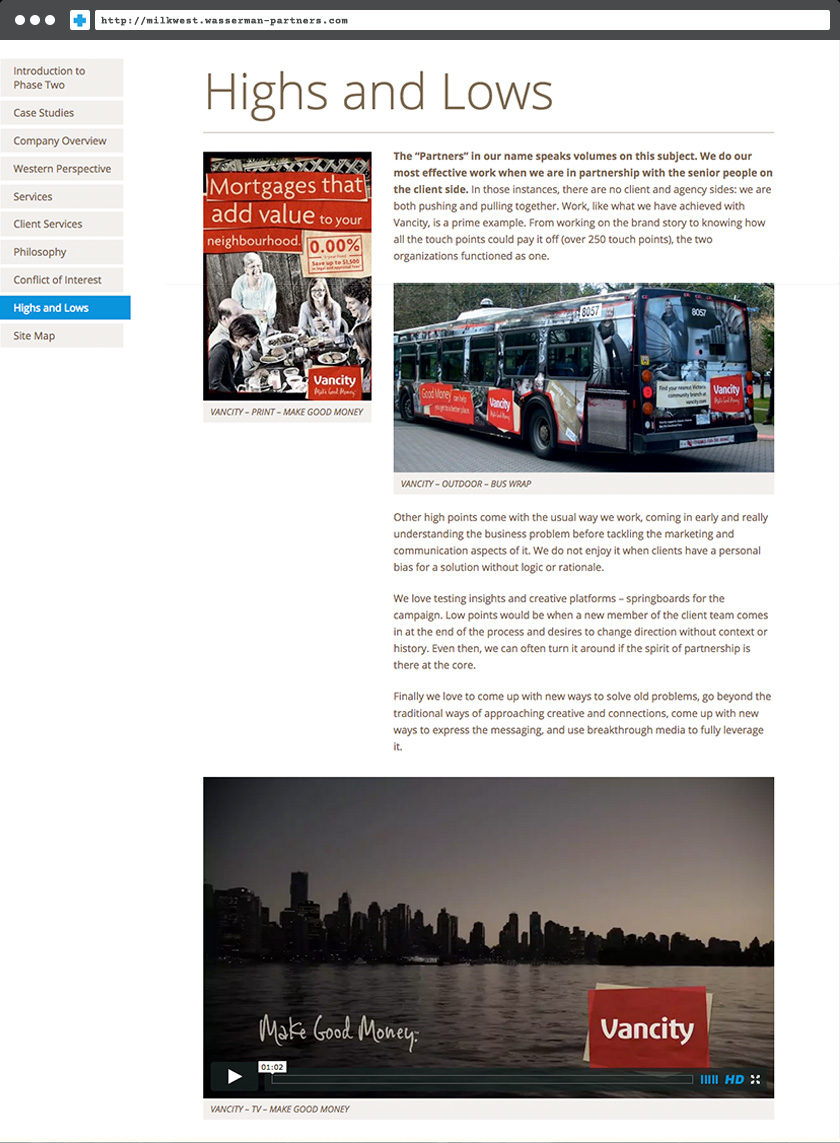 http://milkwest.wasserman-partners.com
Introduction to
Phase Two
Case Studies
Company Overview
Western Perspective
Services
Client Services
Philosophy
Conflict of Interest
Highs and Lows
Site Map
Highs and Lows
Mortgages that
add value to your
neighbourhood.
0.00%
Save up to $1,500
Vancity
Make Good Money.
VANCITY – PRINT – MAKE GOOD MONEY
The “Partners” in our name speaks volumes on this subject. We do our
most effective work when we are in partnership with the senior people on
the client side. In those instances, there are no client and agency sides: we are
both pushing and pulling together. Work, like what we have achieved with
Vancity, is a prime example. From working on the brand story to knowing how
all the touch points could pay it off (over 250 touch points), the two
organizations functioned as one.
8057
8057
Good Money can help
you get to a better place.
Vancity
Find your nearest Victoria
community branch at
vancity.com
Vancity
Make Good Money.
VANCITY – OUTDOOR – BUS WRAP
Other high points come with the usual way we work, coming in early and really
understanding the business problem before tackling the marketing and
communication aspects of it. We do not enjoy it when clients have a personal
bias for a solution without logic or rationale.
We love testing insights and creative platforms – springboards for the
campaign. Low points would be when a new member of the client team comes
in at the end of the process and desires to change direction without context or
history. Even then, we can often turn it around if the spirit of partnership is
there at the core.
Finally we love to come up with new ways to solve old problems, go beyond the
traditional ways of approaching creative and connections, come up with new
ways to express the messaging, and use breakthrough media to fully leverage
it.
Make Good Money.
Vancity
01:02
HD
VANCITY – TV – MAKE GOOD MONEY